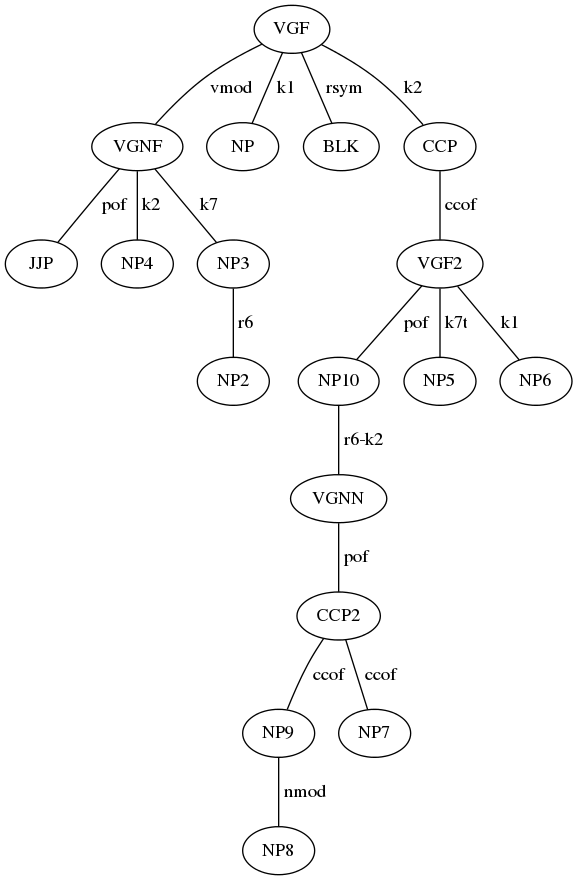 VGF
vmod k1 rsym k2
VGNF NP BLK CCP
pof k2 k7 ccof
JJP NP4 NP3 VGF2
r6 pof k7t k1
NP2 NP10 NP5 NP6
r6-k2
VGNN
pof
CCP2
ccof ccof
NP9 NP7
nmod
NP8